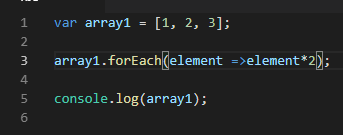 1 var array1 = [1, 2, 3];
2
3 array1.forEach(element =>element*2);
4
5 console.log(array1);
6